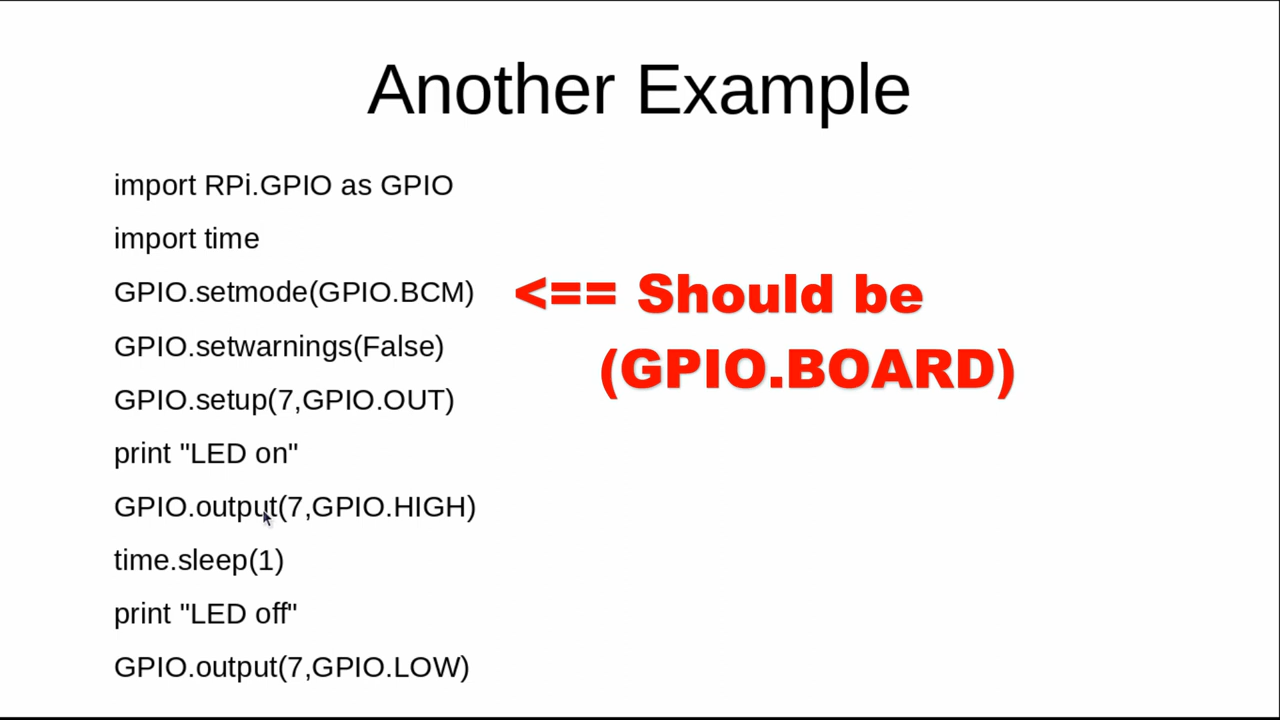 Another Example
import RPi.GPIO as GPIO
import time
GPIO.setmode(GPIO.BCM) <== Should be
(GPIO.BOARD)
GPIO.setwarnings(False)
GPIO.setup(7,GPIO.OUT)
print "LED on"
GPIO.output(7,GPIO.HIGH)
time.sleep(1)
print "LED off"
GPIO.output(7,GPIO.LOW)